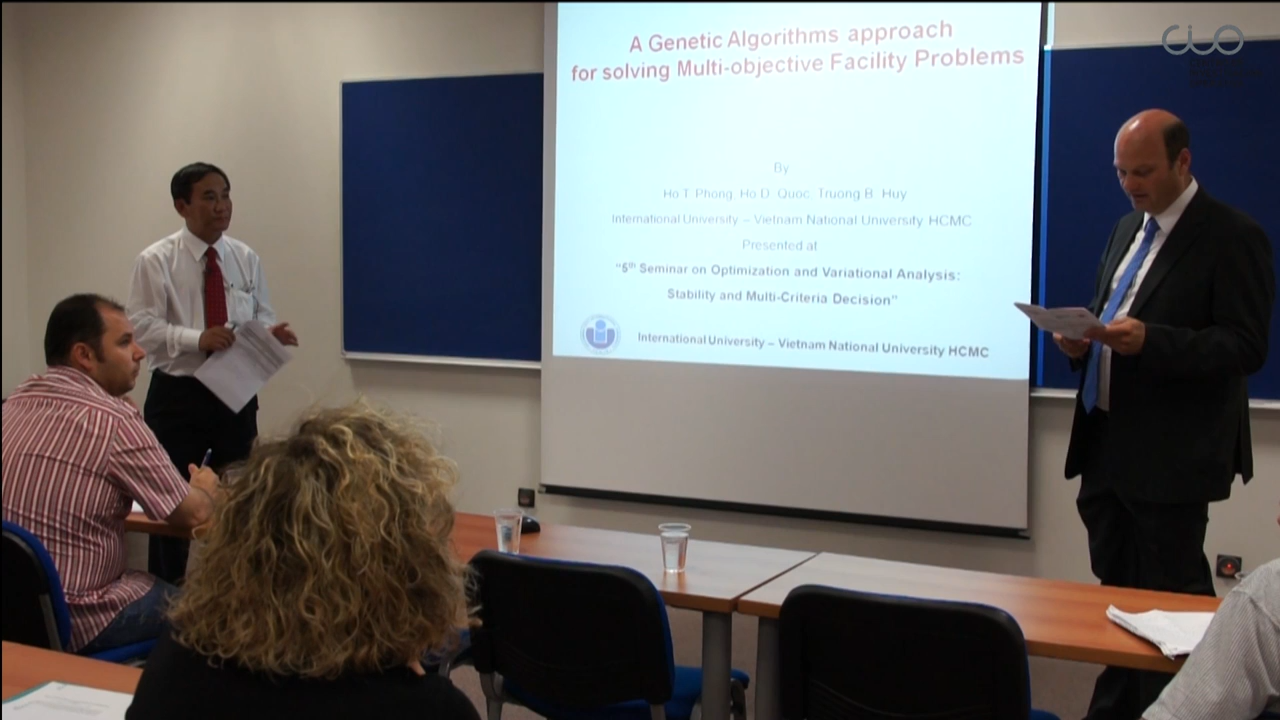 A Genetic Algorithms approach
for solving Multi-objective Facility Problems
By
Ho T. Phong, Ho D. Quoc, Truong B. Huy
International University – Vietnam National University HCMC
Presented at
"5th Seminar on Optimization and Variational Analysis:
Stability and Multi-Criteria Decision"
International University – Vietnam National University HCMC
CIO